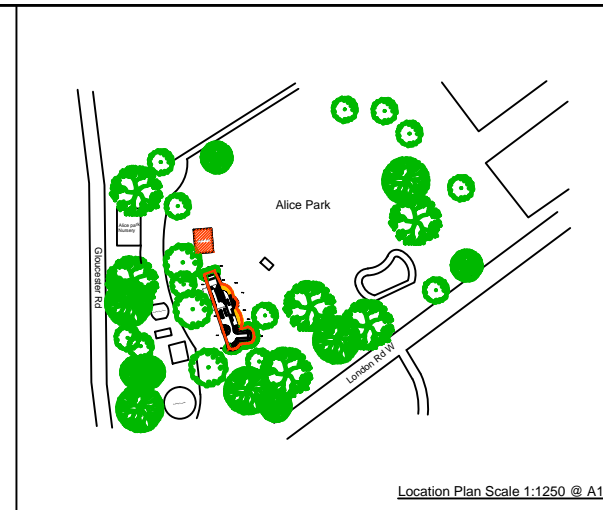 Alice Park
Alice park
Nursery
Gloucester Rd
London Rd W
Location Plan Scale 1:1250 @ A1